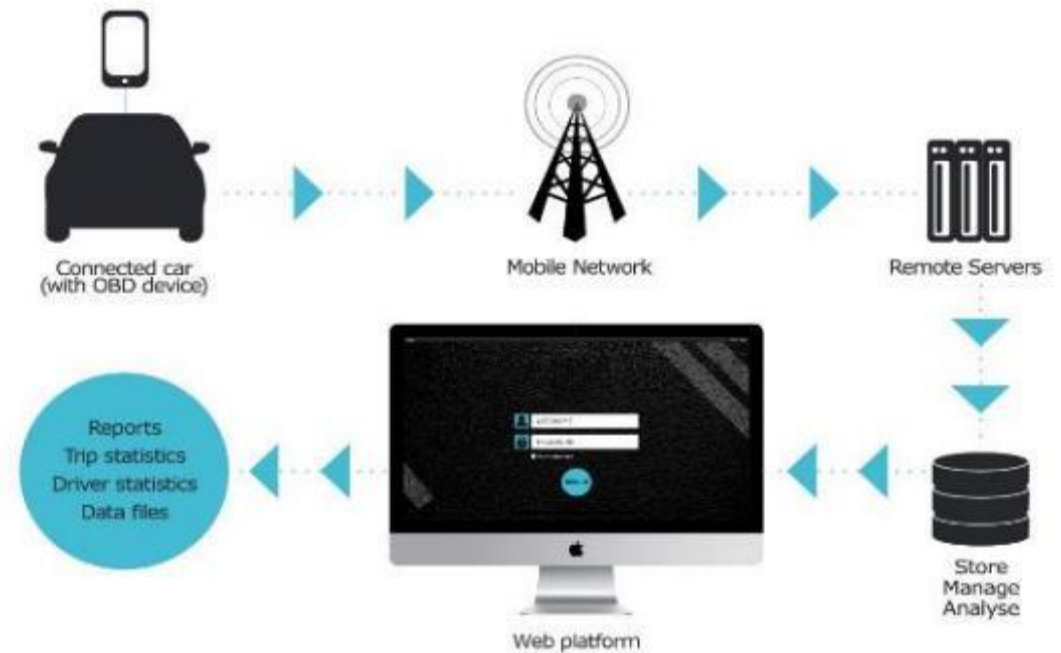 Connected car
(with OBD device)
Mobile Network
Remote Servers
Store
Manage
Analyse
Web platform
Reports
Trip statistics
Driver statistics
Data files